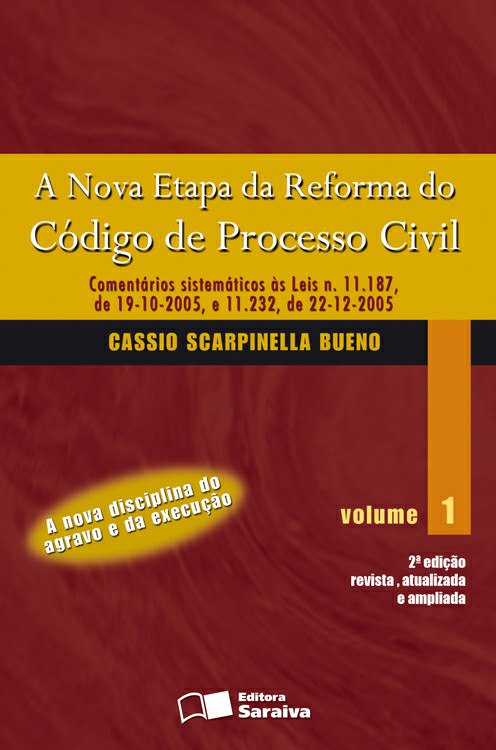 A Nova Etapa da Reforma do
Código de Processo Civil
Comentários sistemáticos às Leis n. 11.187,
de 19-10-2005, e 11.232, de 22-12-2005
CASSIO SCARPINELLA BUENO
A nova disciplina do
agravo e da execução
volume 1
2ª edição
revista , atualizada
e ampliada
Editora
Saraiva